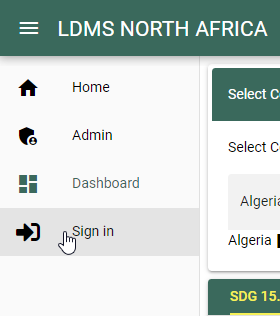 LDMS NORTH AFRICA
Home
Admin
Dashboard
Sign in
Select
Select
Algeria
Algeria
SDG 15.